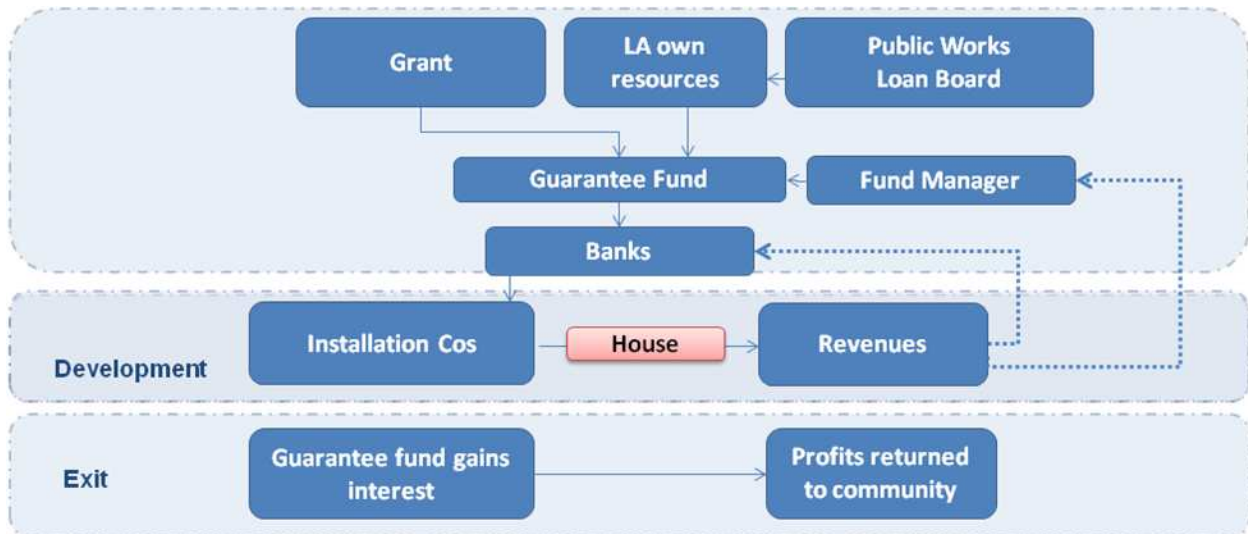 Grant
LA own
resources
Public Works
Loan Board
Guarantee Fund
Fund Manager
Banks
Installation Cos
House
Revenues
Development
Guarantee fund gains
interest
Profits returned
to community
Exit